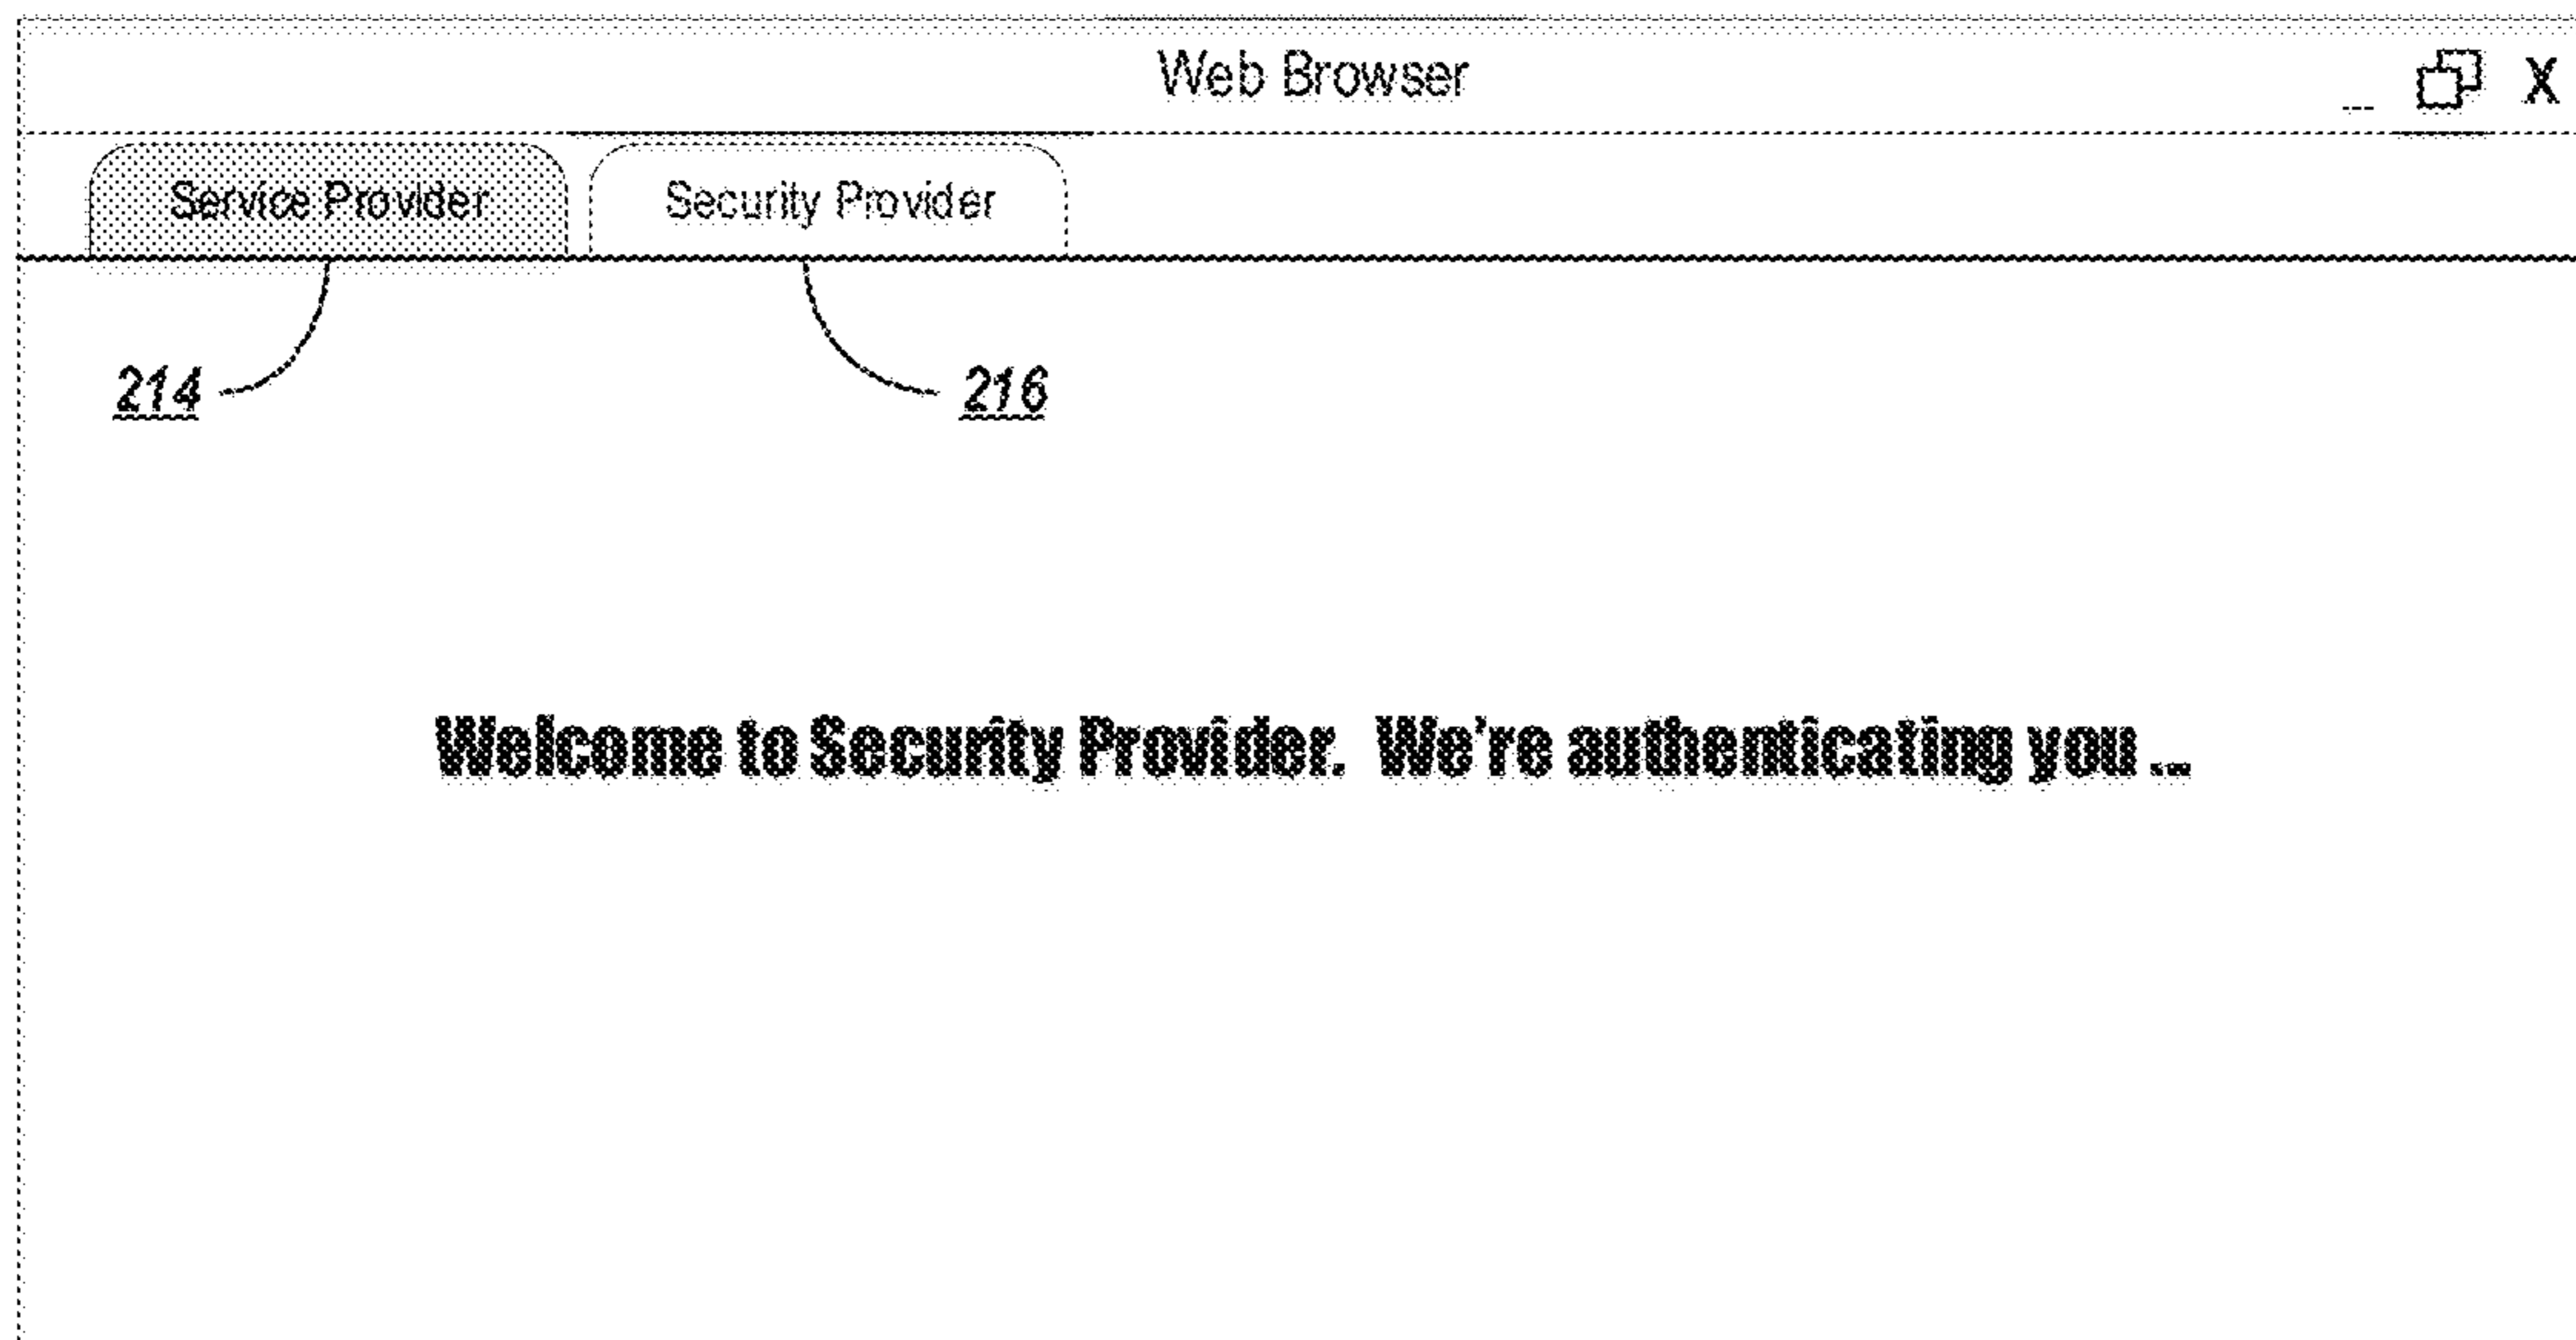 Web Browser _ X
Service Provider Security Provider
214 216
Welcome to Security Provider. We're authenticating you ...